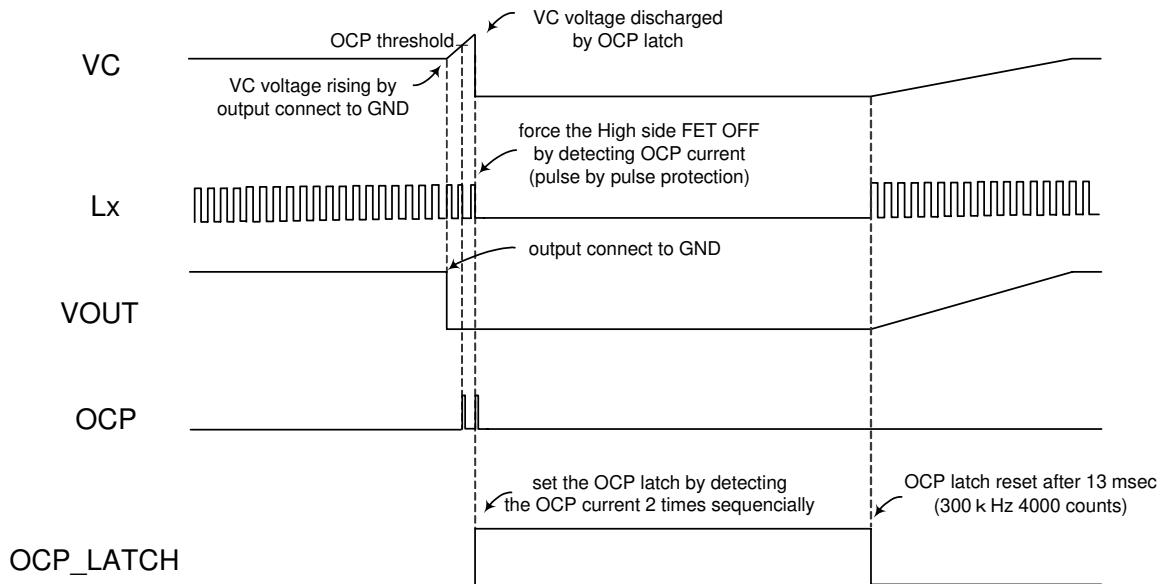 VC voltage discharged
by OCP latch
OCP threshold
VC
VC voltage rising by
output connect to GND
force the High side FET OFF
by detecting OCP current
(pulse by pulse protection)
Lx
output connect to GND
VOUT
OCP
set the OCP latch by detecting
the OCP current 2 times sequencially
OCP latch reset after 13 msec
(300 k Hz 4000 counts)
OCP_LATCH